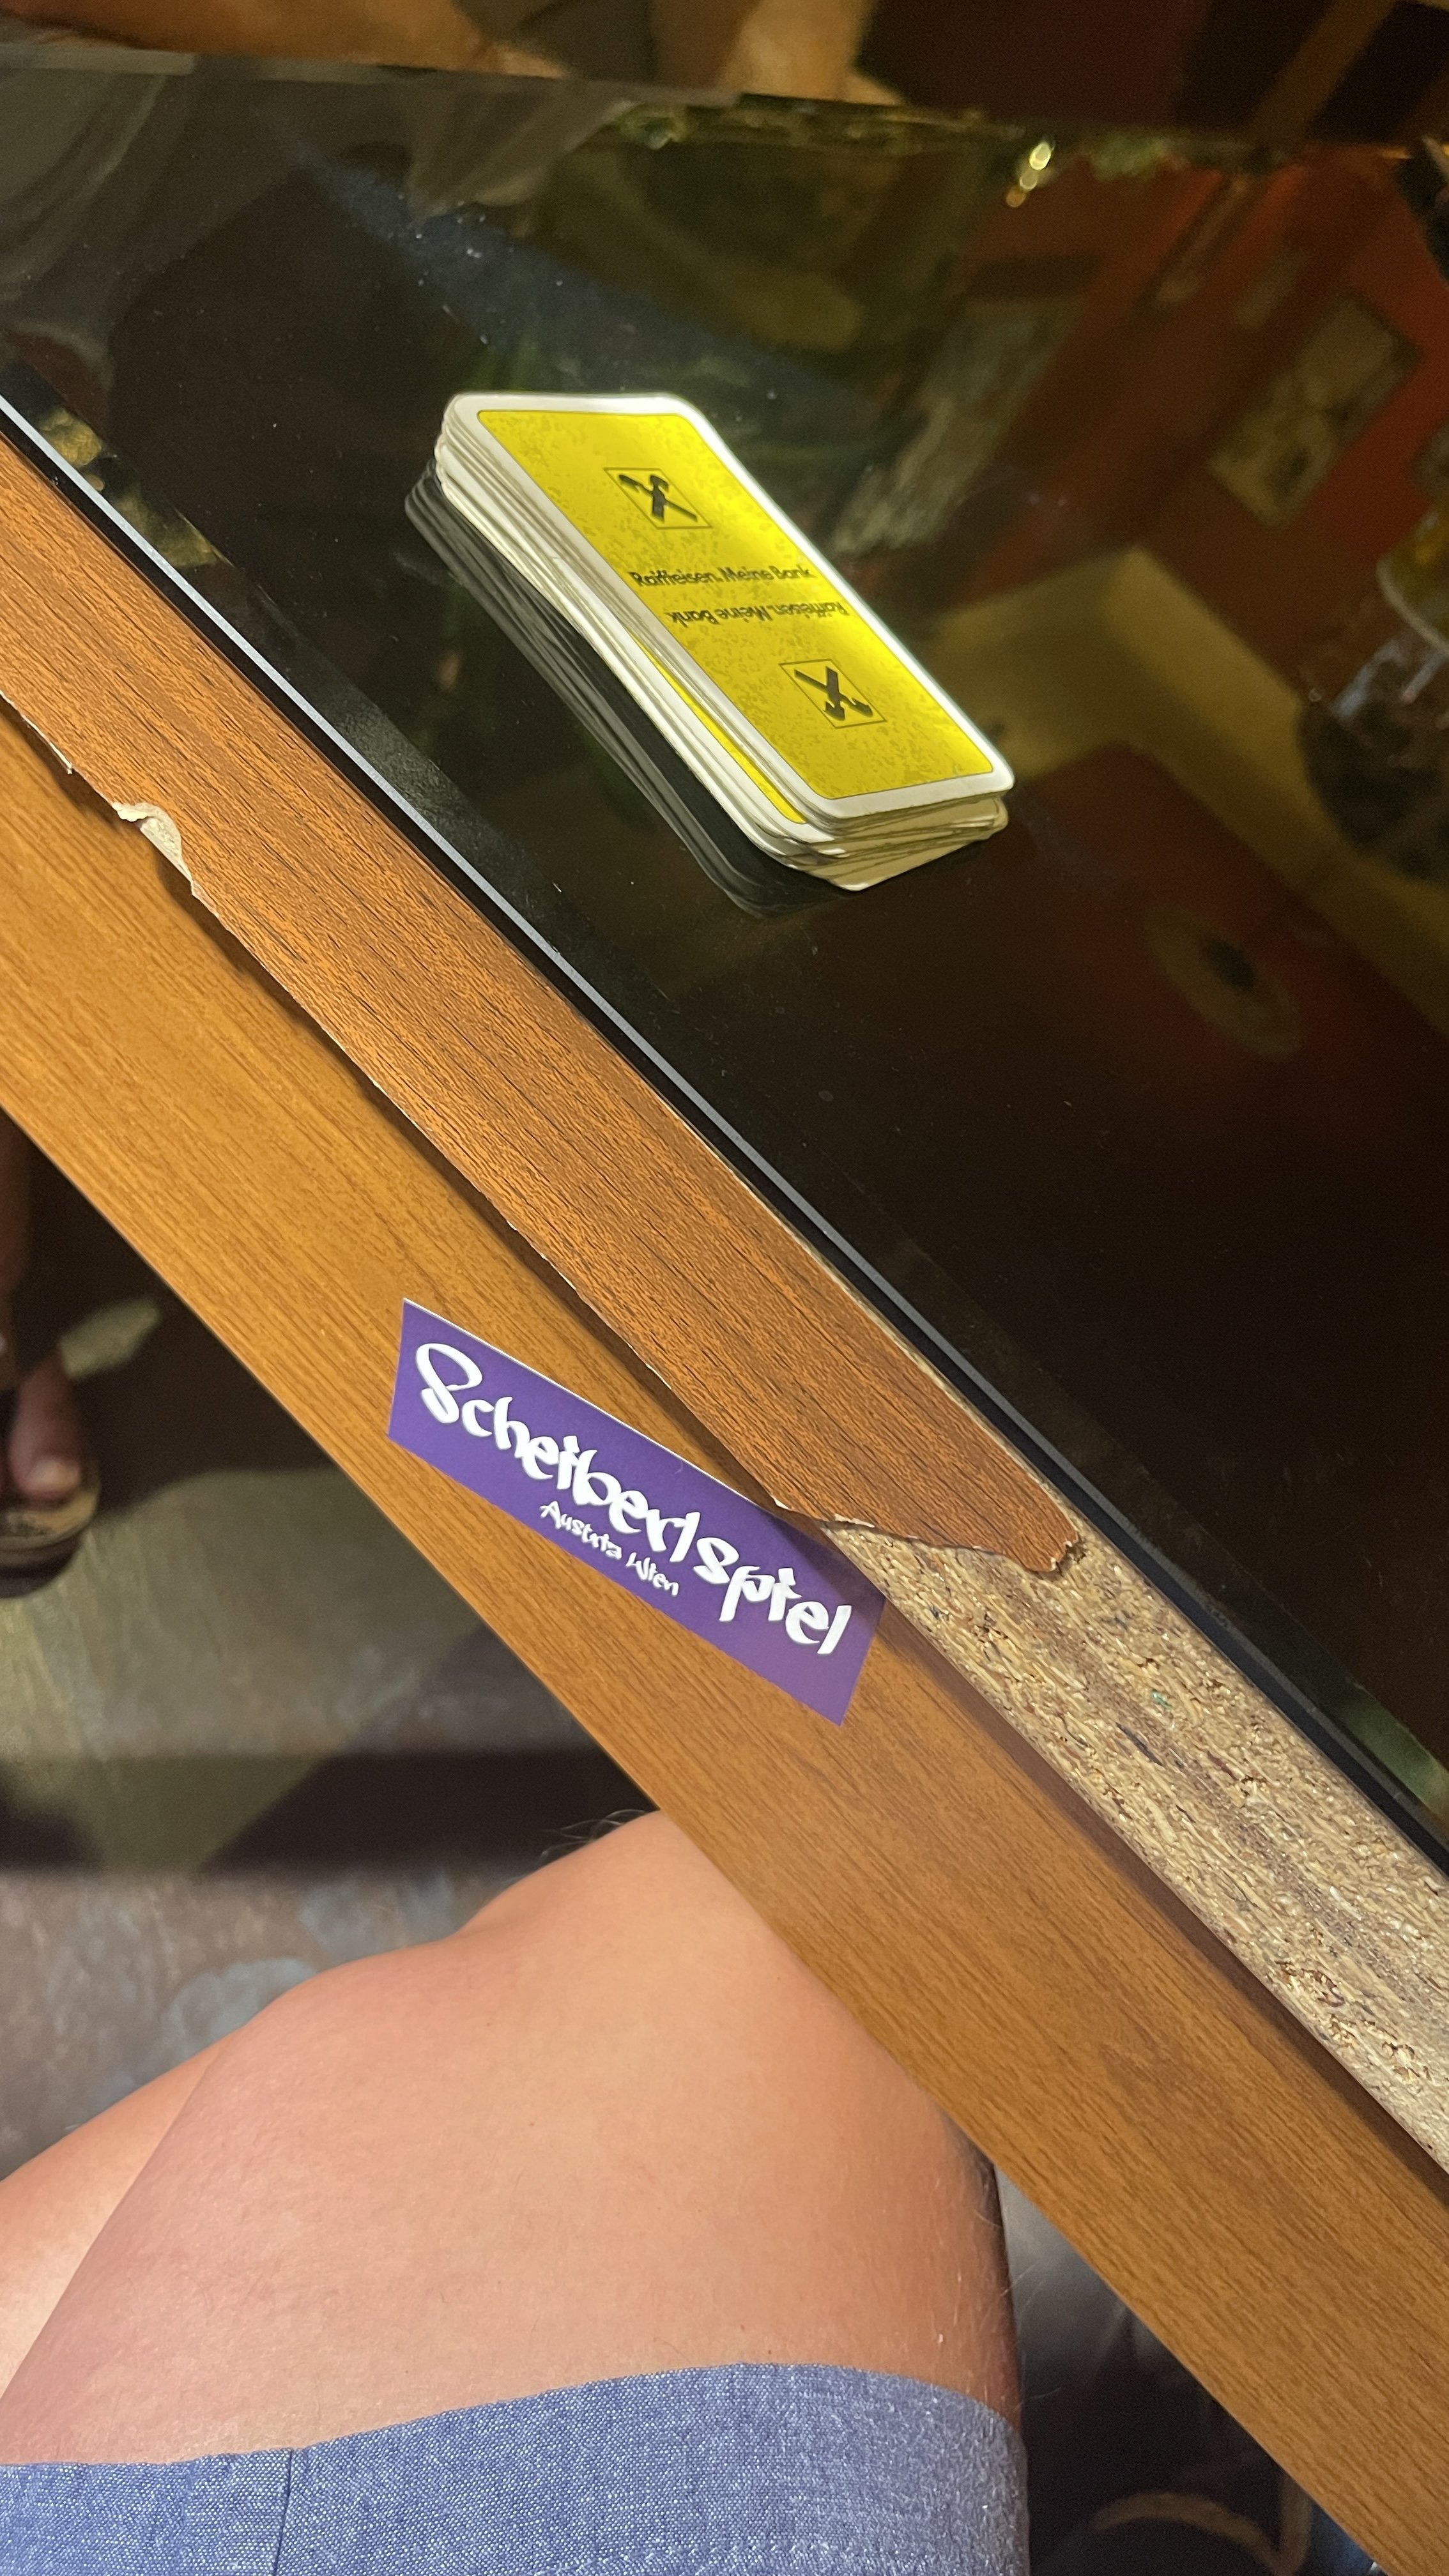 Raiffeisen. Meine Bank
Raiffeisen. Meine Bank
Scheiberlspiel
Austria Wien